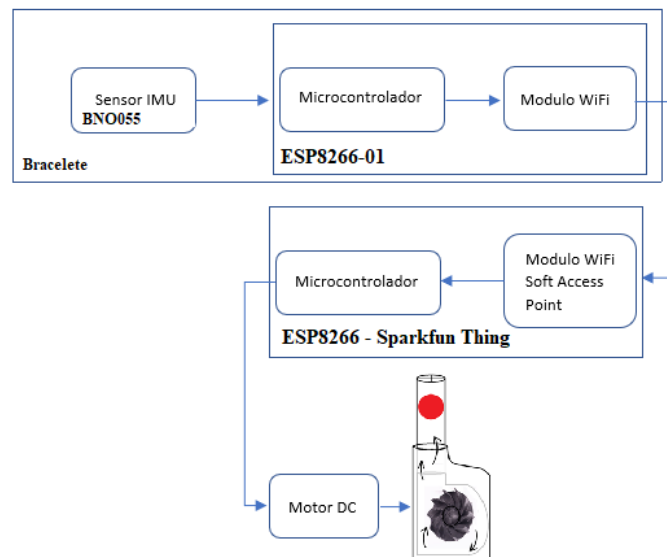 Sensor IMU
BNO055
Microcontrolador
Modulo WiFi
ESP8266-01
Bracelete
Microcontrolador
Modulo WiFi
Soft Access
Point
ESP8266 - Sparkfun Thing
Motor DC